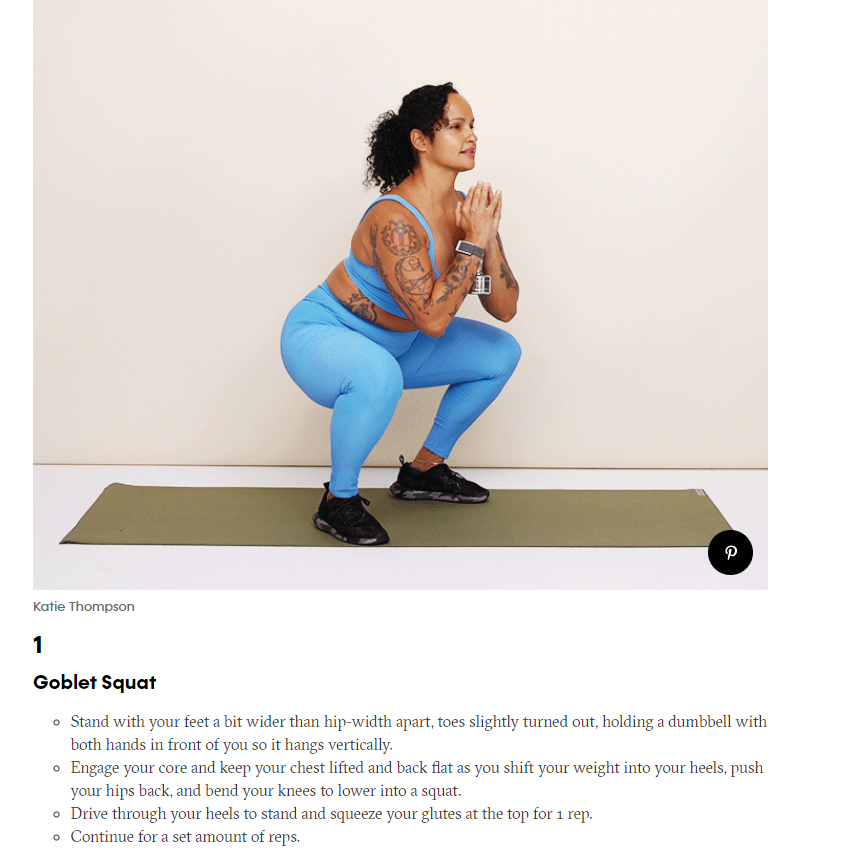 Katie Thompson
1
Goblet Squat
Stand with your feet a bit wider than hip-width apart, toes slightly turned out, holding a dumbbell with
both hands in front of you so it hangs vertically.
Engage your core and keep your chest lifted and back flat as you shift your weight into your heels, push
your hips back, and bend your knees to lower into a squat.
Drive through your heels to stand and squeeze your glutes at the top for 1 rep.
Continue for a set amount of reps.